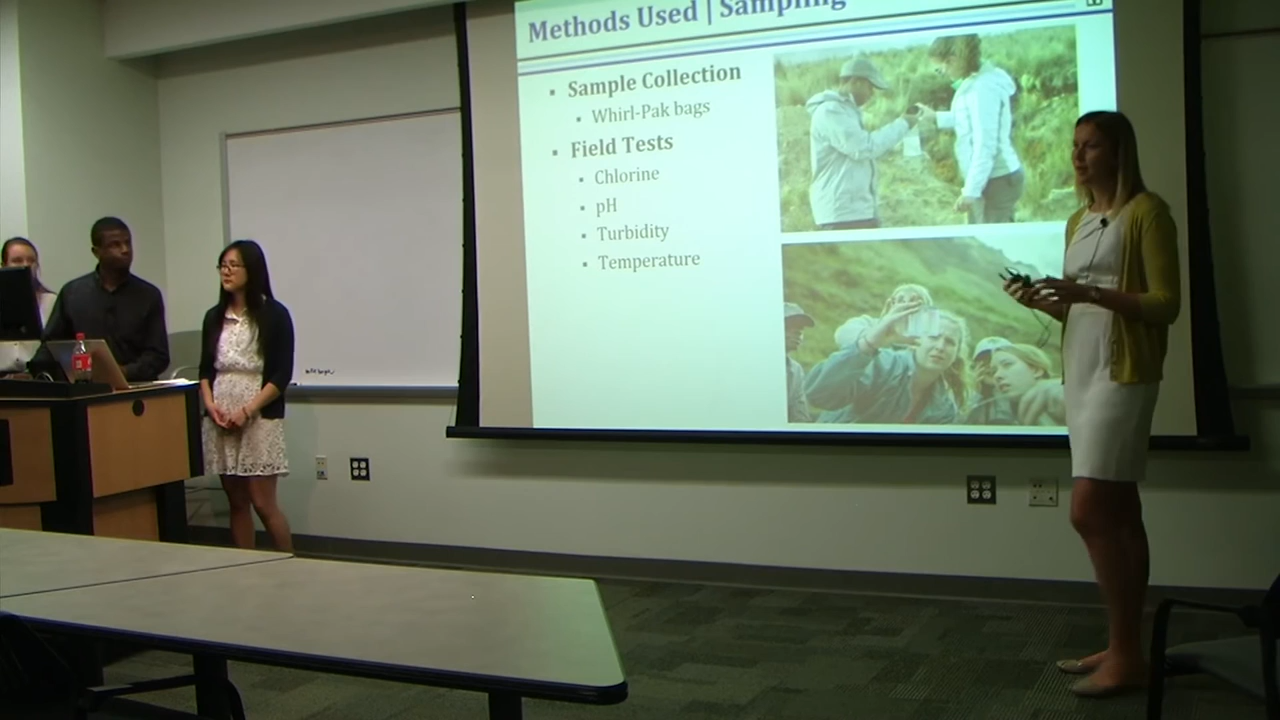 Methods Used | Sampling
Sample Collection
Whirl-Pak bags
Field Tests
Chlorine
pH
Turbidity
Temperature